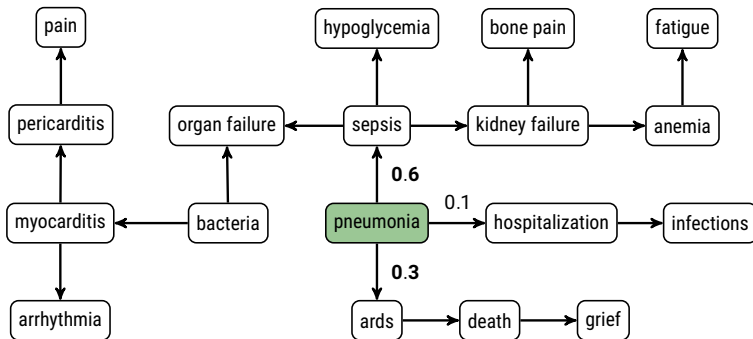 pain
hypoglycemia
bone pain
fatigue
pericarditis
organ failure
sepsis
kidney failure
anemia
0.6
0.1
myocarditis
bacteria
pneumonia
hospitalization
infections
0.3
arrhythmia
ards
death
grief